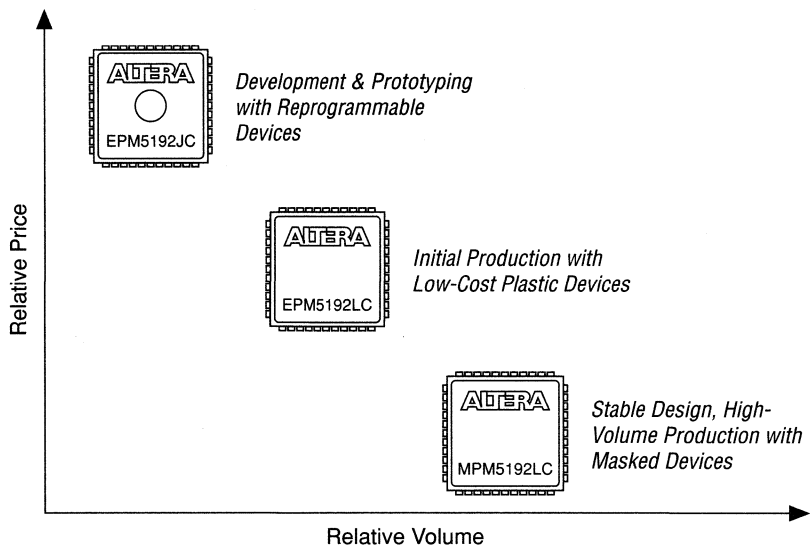 ALTERA
EPM5192JC
Development & Prototyping
with Reprogrammable
Devices
ALTERA
EPM5192LC
Initial Production with
Low-Cost Plastic Devices
ALTERA
MPM5192LC
Stable Design, High-
Volume Production with
Masked Devices
Relative Price
Relative Volume